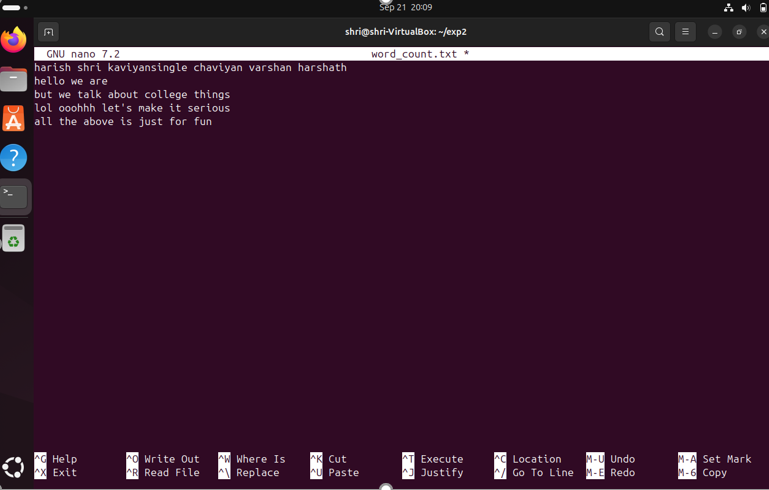 Sep 21 20:09
shri@shri-VirtualBox: ~/exp2
GNU nano 7.2 word_count.txt *
harish shri kaviyansingle chaviyan varshan harshath
hello we are
but we talk about college things
lol ooohhh let's make it serious
all the above is just for fun
^G Help ^O Write Out ^W Where Is ^K Cut ^T Execute ^C Location M-U Undo M-A Set Mark
^X Exit ^R Read File ^\ Replace ^U Paste ^J Justify ^/ Go To Line M-E Redo M-6 Copy